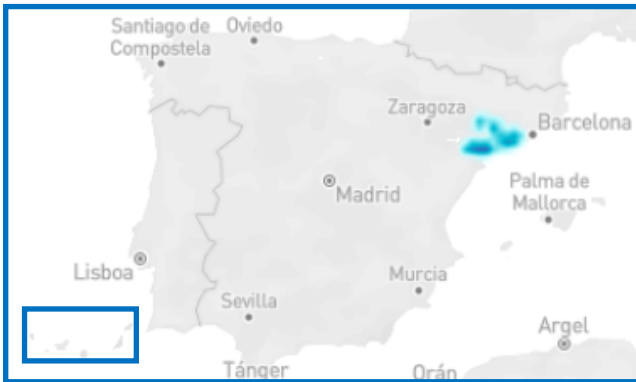 Santiago de
Compostela
Oviedo
Zaragoza
Barcelona
Madrid
Palma de
Mallorca
Lisboa
Murcia
Sevilla
Argel
Tánger
Orán